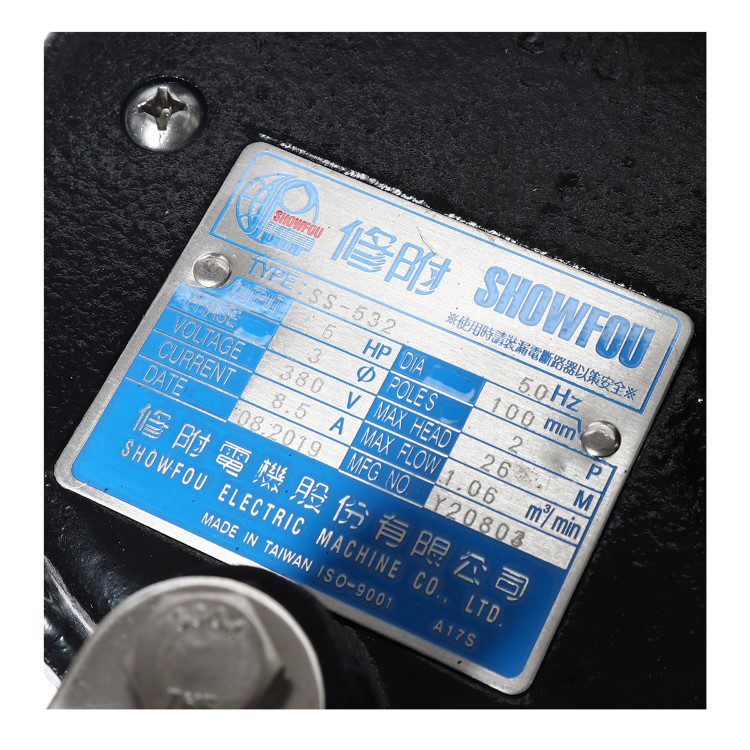 SHOWFOU
修附 SHOWFOU
※使用時請裝漏電斷路器以策安全※
TYPE: SS-532 50Hz
5 HP DIA 100 mm
PHASE 3 Φ POLES 2 P
VOLTAGE 380 V MAX HEAD 26 M
CURRENT 8.5 A MAX FLOW 1.06 m³/min
DATE 08.2019 MFG NO. Y20803
修附電機股份有限公司
SHOWFOU ELECTRIC MACHINE CO., LTD.
MADE IN TAIWAN ISO-9001 A17S